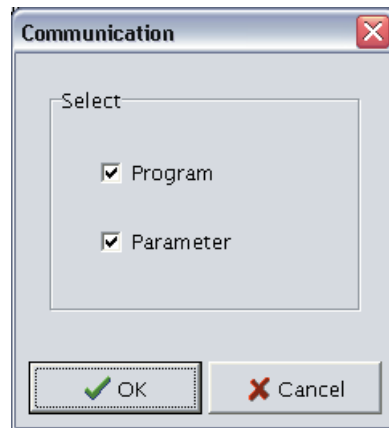 Communication
Select
Program
Parameter
OK
Cancel